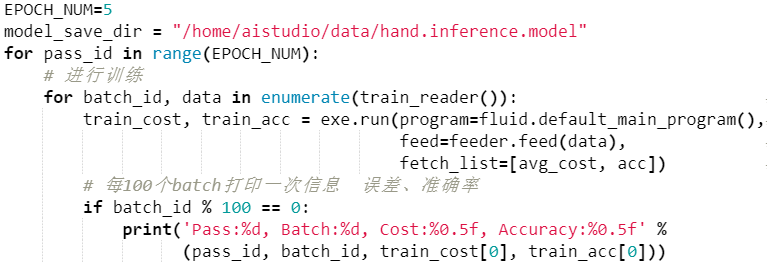 EPOCH_NUM=5
model_save_dir = "/home/aistudio/data/hand.inference.model"
for pass_id in range(EPOCH_NUM):
    # 进行训练
    for batch_id, data in enumerate(train_reader()):
        train_cost, train_acc = exe.run(program=fluid.default_main_program(),
                                        feed=feeder.feed(data),
                                        fetch_list=[avg_cost, acc])
        # 每100个batch打印一次信息  误差、准确率
        if batch_id % 100 == 0:
            print('Pass:%d, Batch:%d, Cost:%0.5f, Accuracy:%0.5f' %
                  (pass_id, batch_id, train_cost[0], train_acc[0]))